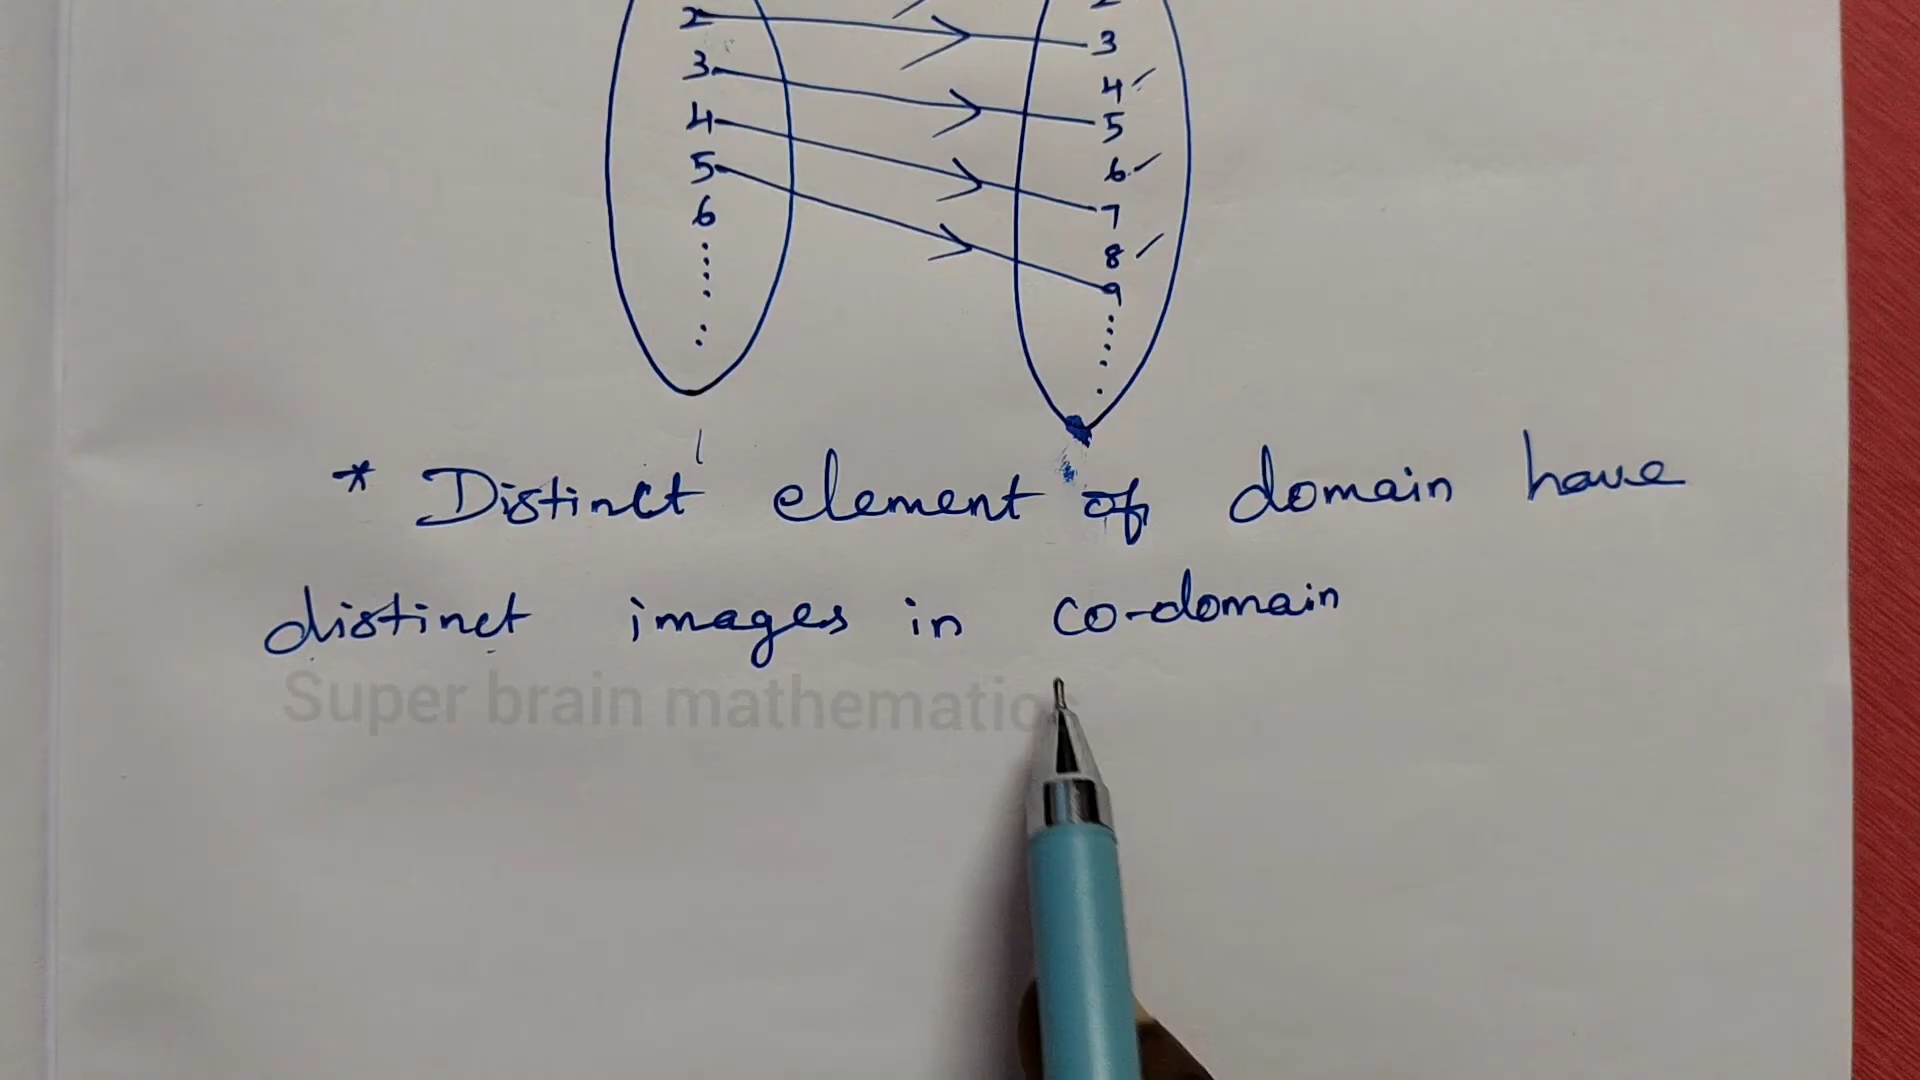 2 2
3
3 4
4 5
5 6
6 7
8
9
* Distinct element of domain have
distinct images in co-domain
Super brain mathematic